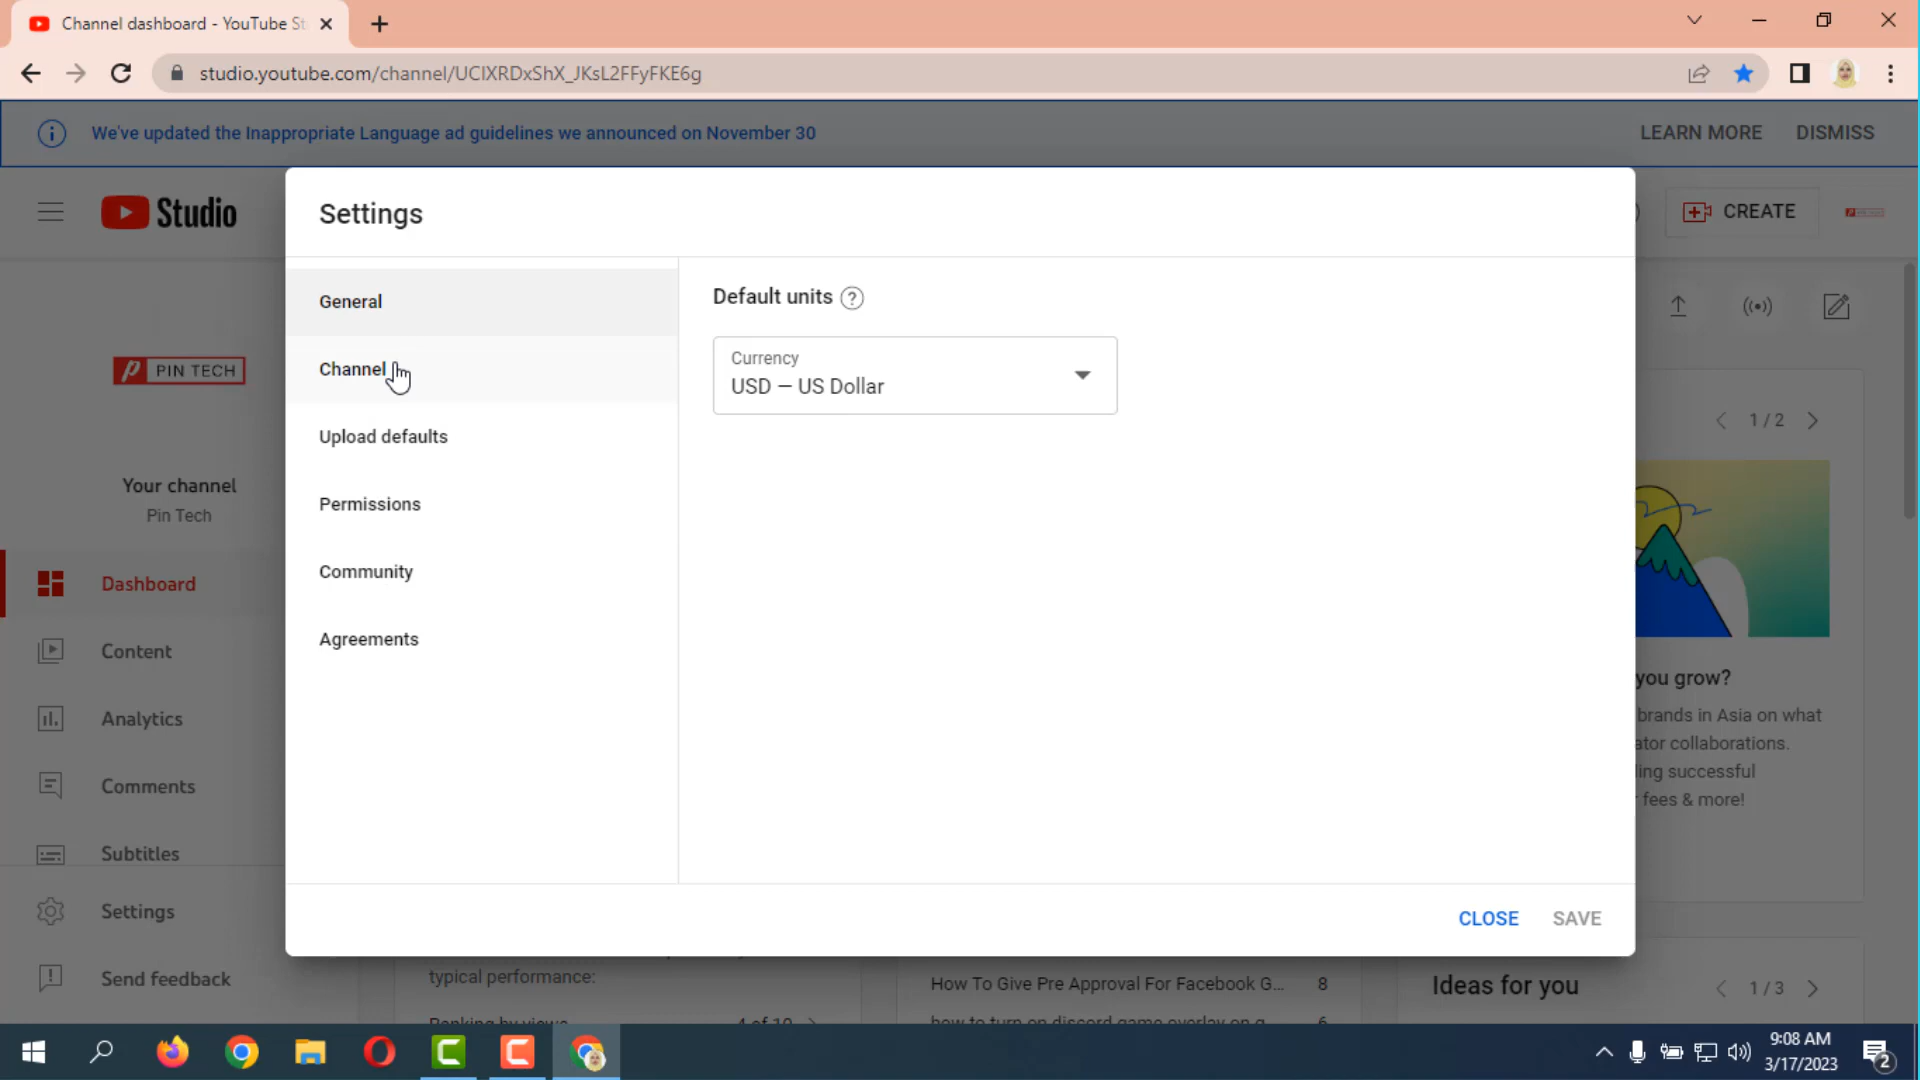 Channel dashboard - YouTube St
studio.youtube.com/channel/UCIXRDxShX_JKsL2FFyFKE6g
We've updated the Inappropriate Language ad guidelines we announced on November 30
LEARN MORE
DISMISS
Studio
Settings
CREATE
General
Channel
Upload defaults
Permissions
Community
Agreements
Default units
Currency
USD — US Dollar
PIN TECH
Your channel
Pin Tech
Dashboard
Content
Analytics
Comments
Subtitles
Settings
Send feedback
1 / 2
you grow?
brands in Asia on what
ator collaborations.
ling successful
fees & more!
CLOSE
SAVE
typical performance:
Ranking by views
4 of 10
How To Give Pre Approval For Facebook G...
8
how to turn on discord game overlay on g
6
Ideas for you
1 / 3
9:08 AM
3/17/2023
2